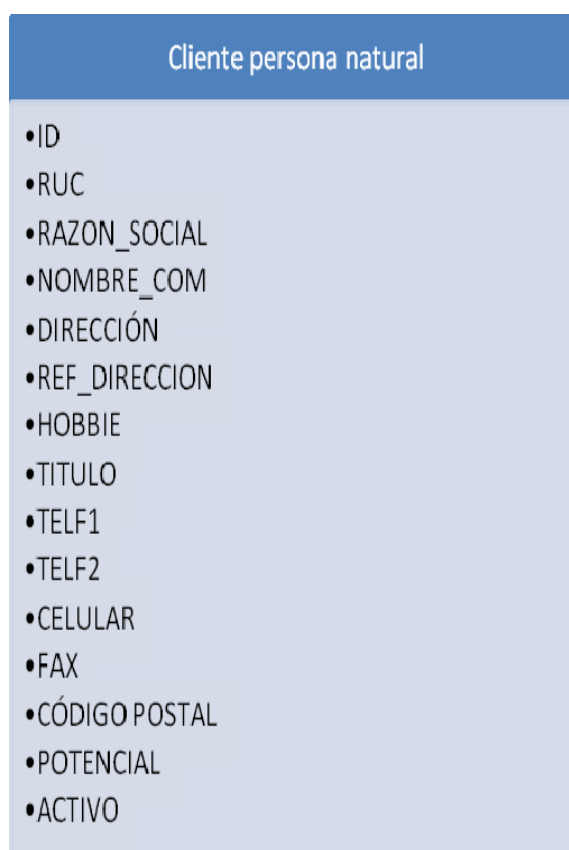 Cliente persona natural
•ID
•RUC
•RAZON_SOCIAL
•NOMBRE_COM
•DIRECCIÓN
•REF_DIRECCION
•HOBBIE
•TITULO
•TELF1
•TELF2
•CELULAR
•FAX
•CÓDIGO POSTAL
•POTENCIAL
•ACTIVO